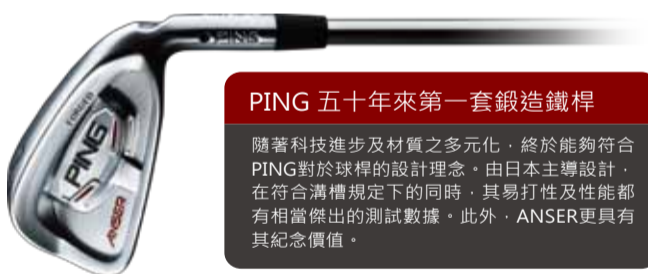 PING
FORGED
PING
ANSER
PING 五十年來第一套鍛造鐵桿
隨著科技進步及材質之多元化，終於能夠符合
PING對於球桿的設計理念。由日本主導設計，
在符合溝槽規定下的同時，其易打性及性能都
有相當傑出的測試數據。此外，ANSER更具有
其紀念價值。